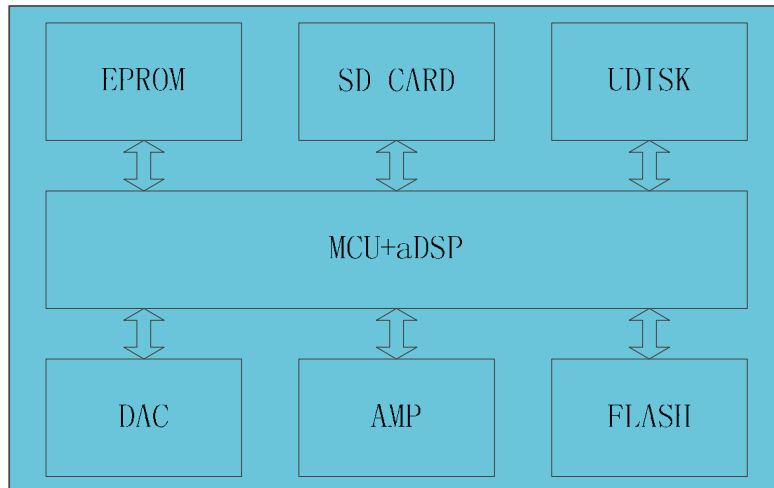 EPROM
SD CARD
UDISK
MCU+aDSP
DAC
AMP
FLASH